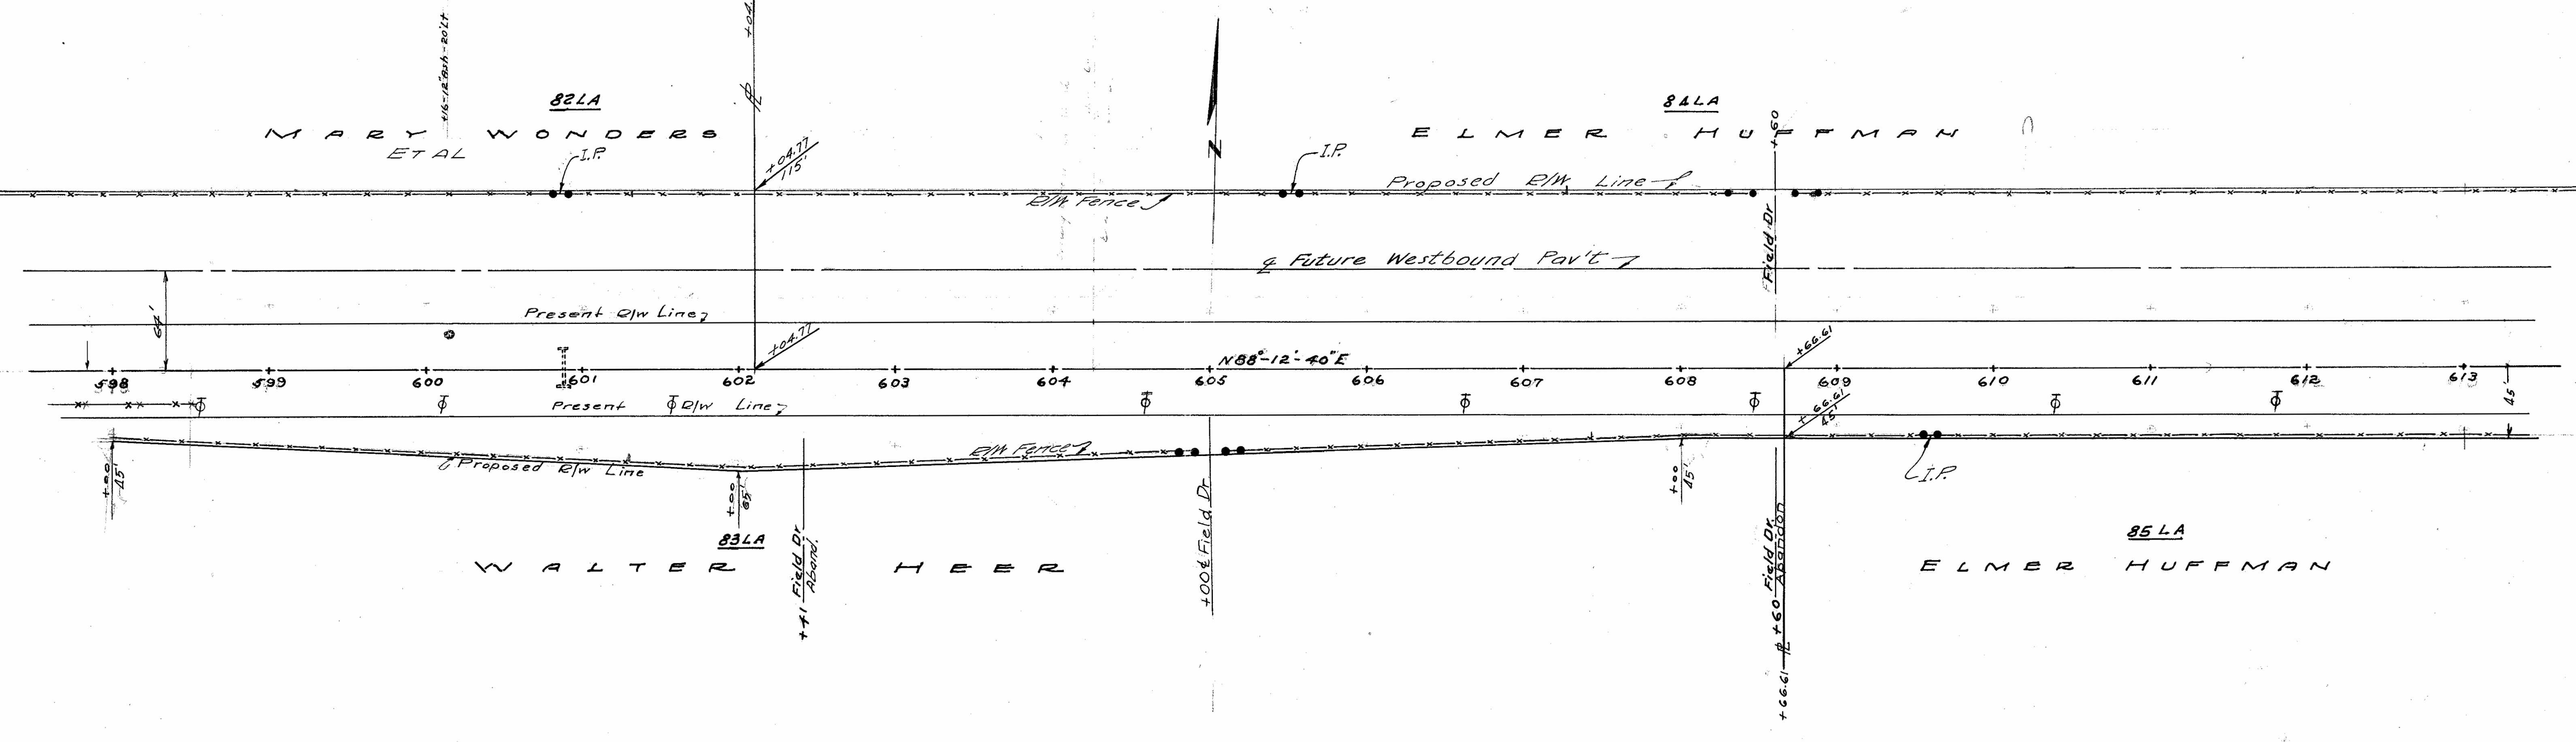 +16-12"Ash-20'Lt
+04.
82LA
MARY WONDERS
ET AL
I.P.
+04.77
115'
N
I.P.
84LA
ELMER HUFFMAN
+60
Proposed R/W Line
R/W Fence
Field Dr
℄ Future Westbound Pav't
64'
Present R/W Line
+04.77
N88°-12'-40"E
+66.61
598 599 600 601 602 603 604 605 606 607 608 609 610 611 612 613
Present R/W Line
+66.61
45'
45'
R/W Fence
Proposed R/W Line
+00
45'
+00
65'
+00
45'
I.P.
83LA
WALTER HEER
+41 Field Dr
Aband.
+00 ℄ Field Dr
+60 Field Dr.
Abandon
+66.61 ℄
85LA
ELMER HUFFMAN